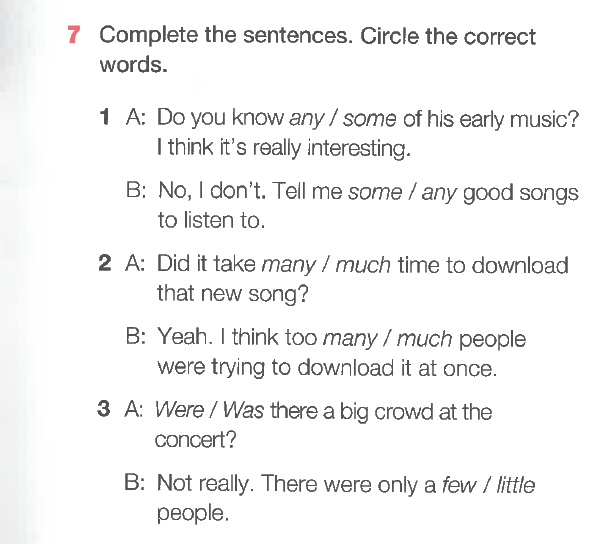 7 Complete the sentences. Circle the correct
words.
1 A: Do you know any / some of his early music?
I think it's really interesting.
B: No, I don't. Tell me some / any good songs
to listen to.
2 A: Did it take many / much time to download
that new song?
B: Yeah. I think too many / much people
were trying to download it at once.
3 A: Were / Was there a big crowd at the
concert?
B: Not really. There were only a few / little
people.